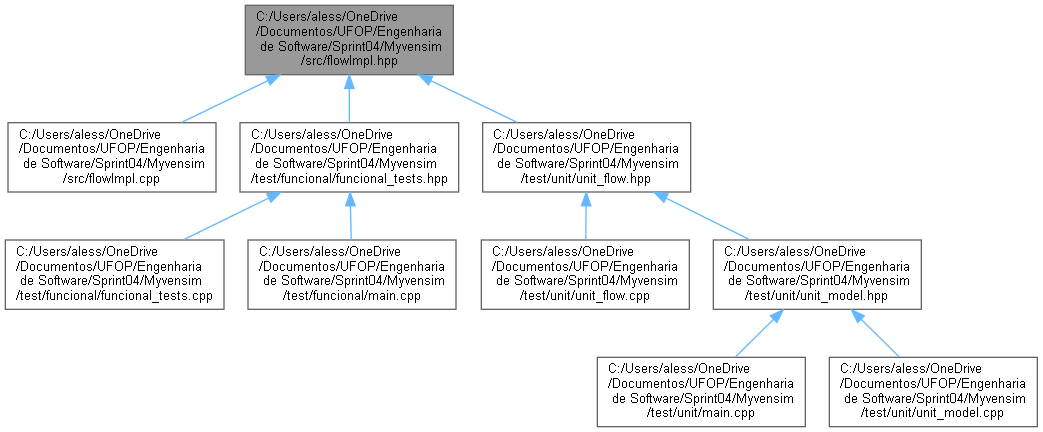 C:/Users/aless/OneDrive
/Documentos/UFOP/Engenharia
de Software/Sprint04/Myvensim
/src/flowImpl.hpp
C:/Users/aless/OneDrive
/Documentos/UFOP/Engenharia
de Software/Sprint04/Myvensim
/src/flowImpl.cpp
C:/Users/aless/OneDrive
/Documentos/UFOP/Engenharia
de Software/Sprint04/Myvensim
/test/funcional/funcional_tests.hpp
C:/Users/aless/OneDrive
/Documentos/UFOP/Engenharia
de Software/Sprint04/Myvensim
/test/unit/unit_flow.hpp
C:/Users/aless/OneDrive
/Documentos/UFOP/Engenharia
de Software/Sprint04/Myvensim
/test/funcional/funcional_tests.cpp
C:/Users/aless/OneDrive
/Documentos/UFOP/Engenharia
de Software/Sprint04/Myvensim
/test/funcional/main.cpp
C:/Users/aless/OneDrive
/Documentos/UFOP/Engenharia
de Software/Sprint04/Myvensim
/test/unit/unit_flow.cpp
C:/Users/aless/OneDrive
/Documentos/UFOP/Engenharia
de Software/Sprint04/Myvensim
/test/unit/unit_model.hpp
C:/Users/aless/OneDrive
/Documentos/UFOP/Engenharia
de Software/Sprint04/Myvensim
/test/unit/main.cpp
C:/Users/aless/OneDrive
/Documentos/UFOP/Engenharia
de Software/Sprint04/Myvensim
/test/unit/unit_model.cpp